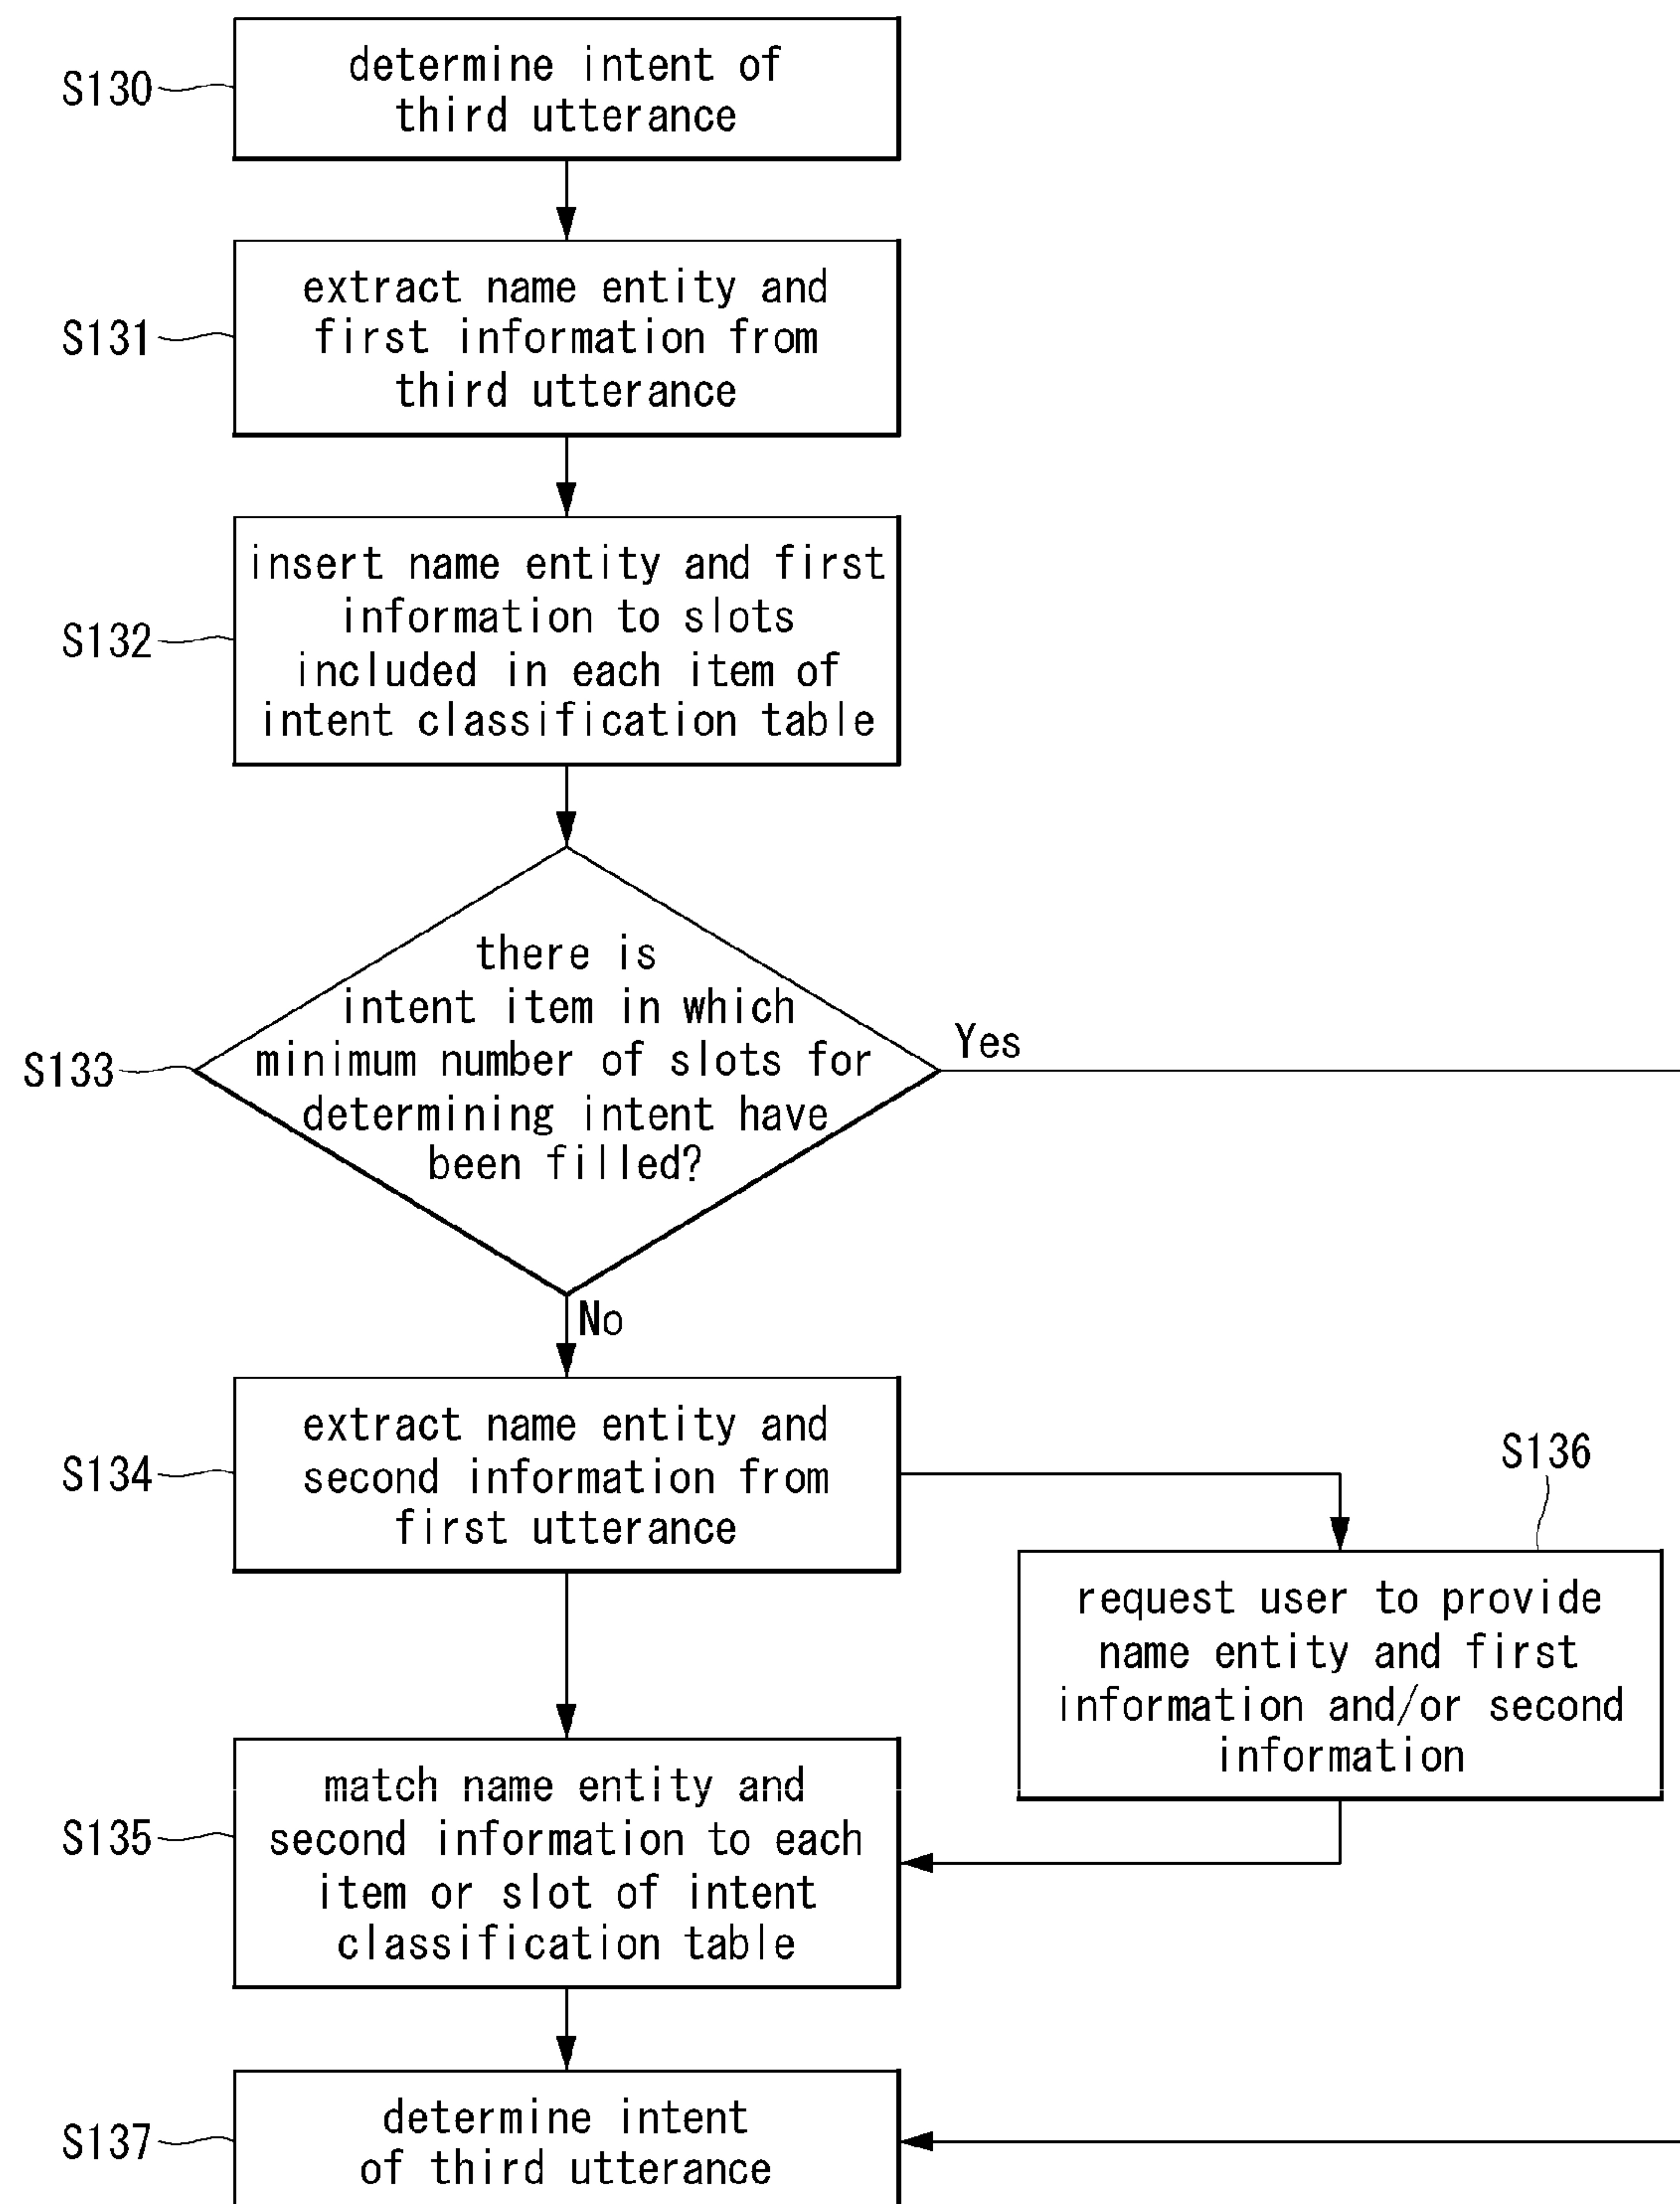 S130
determine intent of
third utterance
S131
extract name entity and
first information from
third utterance
S132
insert name entity and first
information to slots
included in each item of
intent classification table
S133
there is
intent item in which
minimum number of slots for
determining intent have
been filled?
Yes
No
S134
extract name entity and
second information from
first utterance
S136
request user to provide
name entity and first
information and/or second
information
S135
match name entity and
second information to each
item or slot of intent
classification table
S137
determine intent
of third utterance